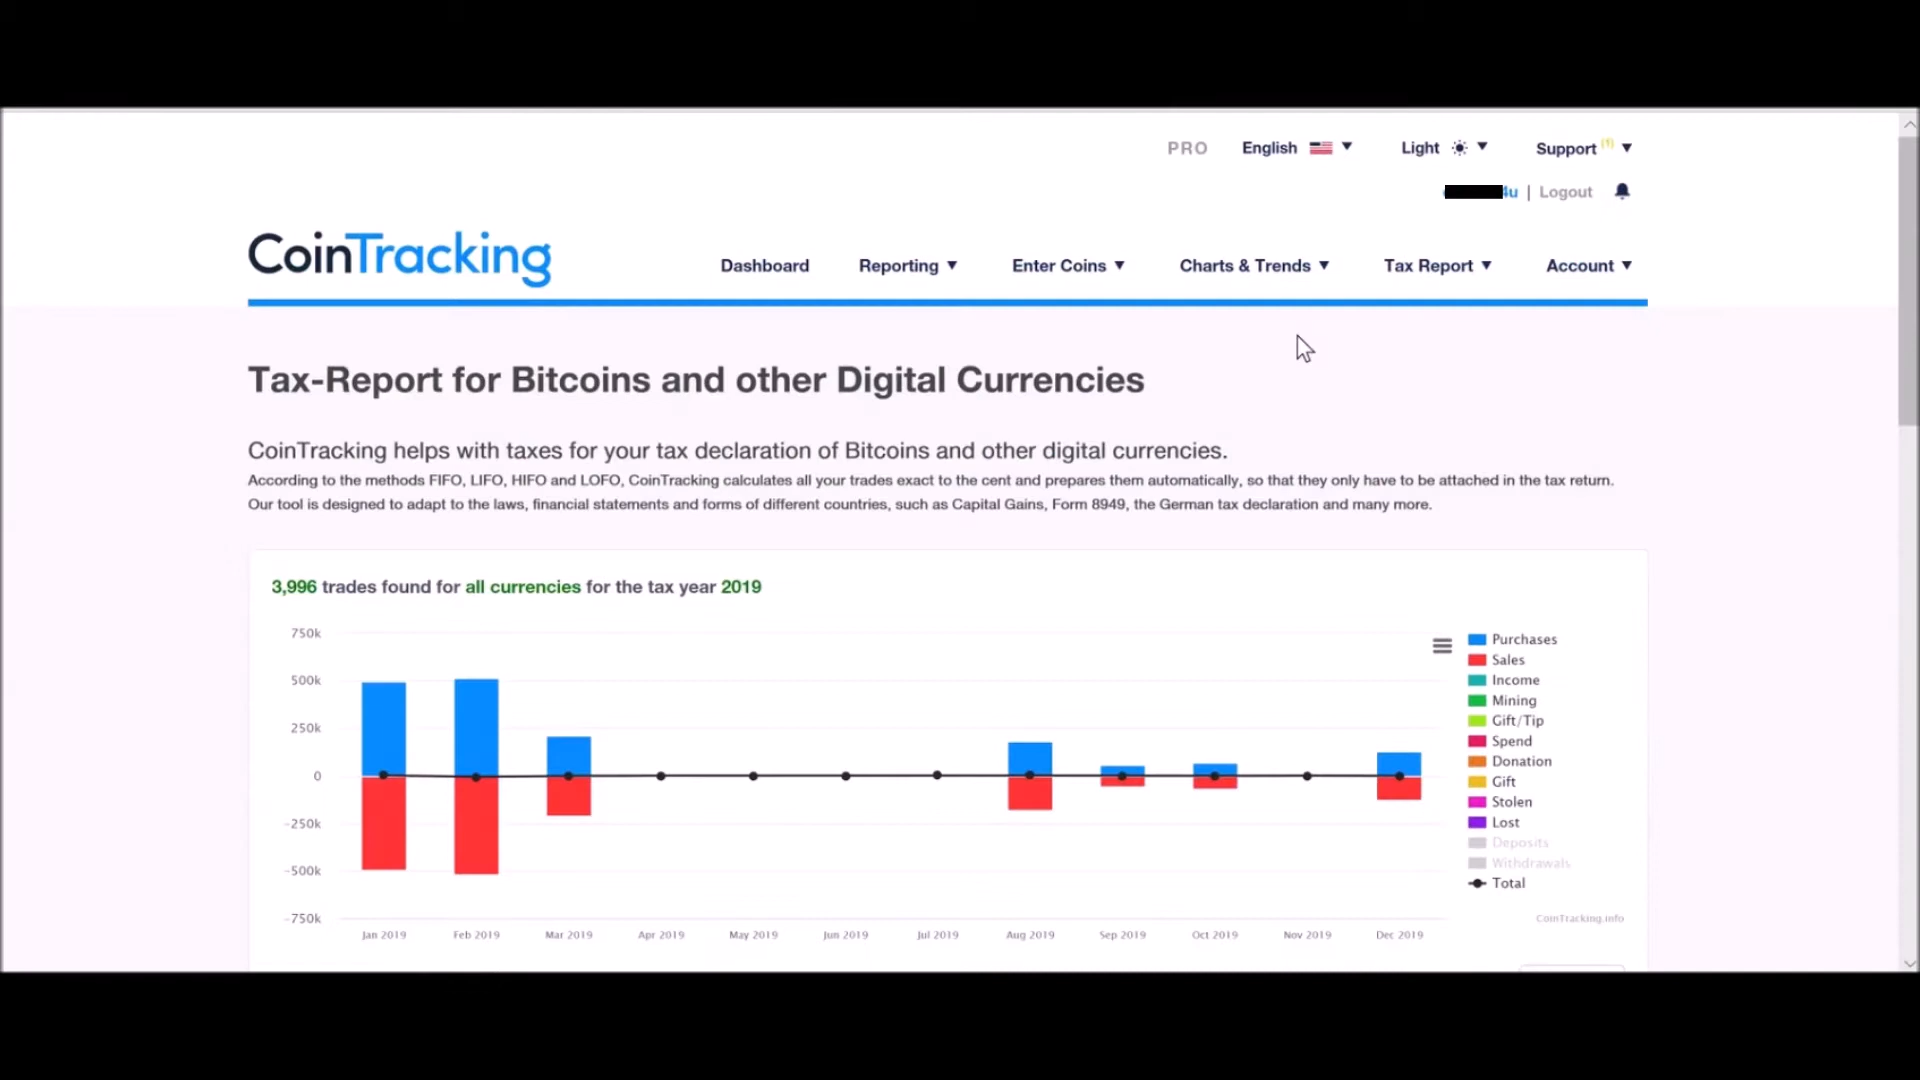 PRO English Light Support (1)
4u | Logout
CoinTracking
Dashboard Reporting Enter Coins Charts & Trends Tax Report Account
Tax-Report for Bitcoins and other Digital Currencies
CoinTracking helps with taxes for your tax declaration of Bitcoins and other digital currencies.
According to the methods FIFO, LIFO, HIFO and LOFO, CoinTracking calculates all your trades exact to the cent and prepares them automatically, so that they only have to be attached in the tax return.
Our tool is designed to adapt to the laws, financial statements and forms of different countries, such as Capital Gains, Form 8949, the German tax declaration and many more.
3,996 trades found for all currencies for the tax year 2019
750k
500k
250k
0
-250k
-500k
-750k
Jan 2019 Feb 2019 Mar 2019 Apr 2019 May 2019 Jun 2019 Jul 2019 Aug 2019 Sep 2019 Oct 2019 Nov 2019 Dec 2019
Purchases
Sales
Income
Mining
Gift/Tip
Spend
Donation
Gift
Stolen
Lost
Deposits
Withdrawals
Total
CoinTracking.info